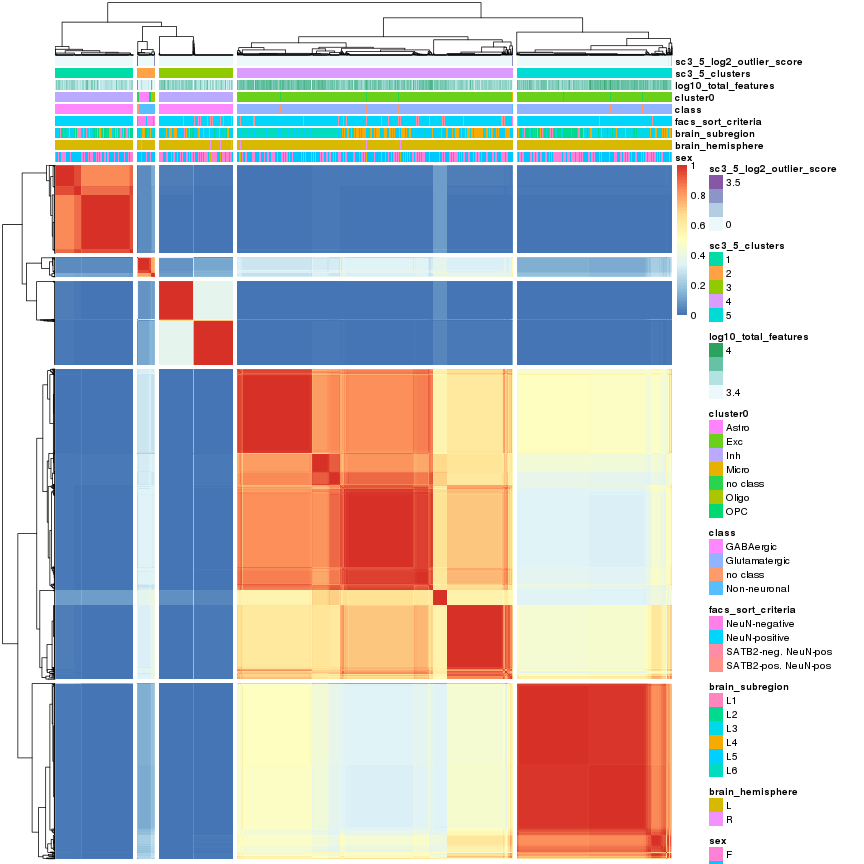 sc3_5_log2_outlier_score
sc3_5_clusters
log10_total_features
cluster0
class
facs_sort_criteria
brain_subregion
brain_hemisphere
sex
1
0.8
0.6
0.4
0.2
0
sc3_5_log2_outlier_score
3.5
0
sc3_5_clusters
1
2
3
4
5
log10_total_features
4
3.4
cluster0
Astro
Exc
Inh
Micro
no class
Oligo
OPC
class
GABAergic
Glutamatergic
no class
Non-neuronal
facs_sort_criteria
NeuN-negative
NeuN-positive
SATB2-neg. NeuN-pos
SATB2-pos. NeuN-pos
brain_subregion
L1
L2
L3
L4
L5
L6
brain_hemisphere
L
R
sex
F